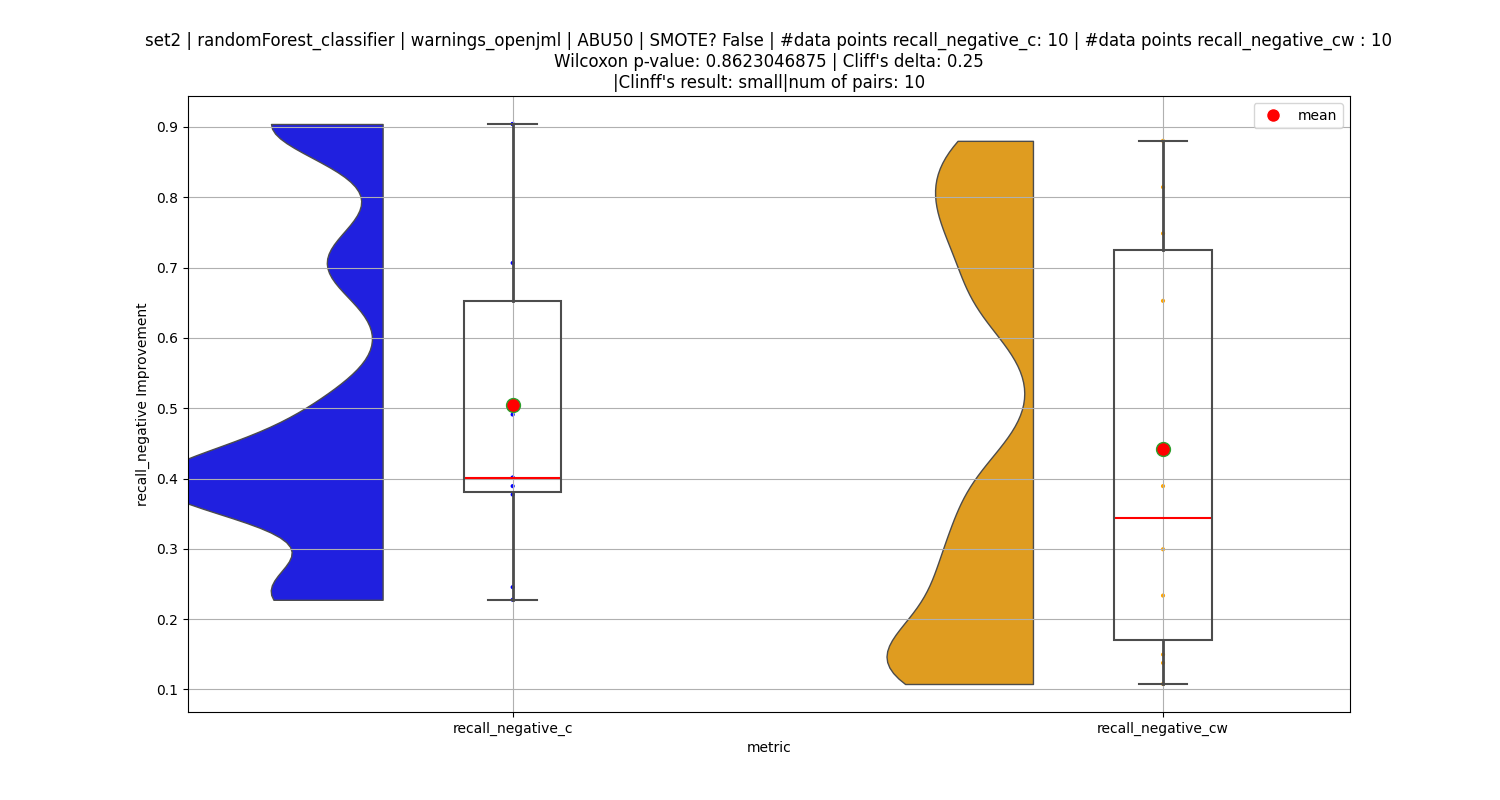 set2 | randomForest_classifier | warnings_openjml | ABU50 | SMOTE? False | #data points recall_negative_c: 10 | #data points recall_negative_cw : 10
Wilcoxon p-value: 0.8623046875 | Cliff's delta: 0.25
|Clinff's result: small|num of pairs: 10
mean
0.9
0.8
0.7
0.6
0.5
0.4
0.3
0.2
0.1
recall_negative Improvement
recall_negative_c
recall_negative_cw
metric